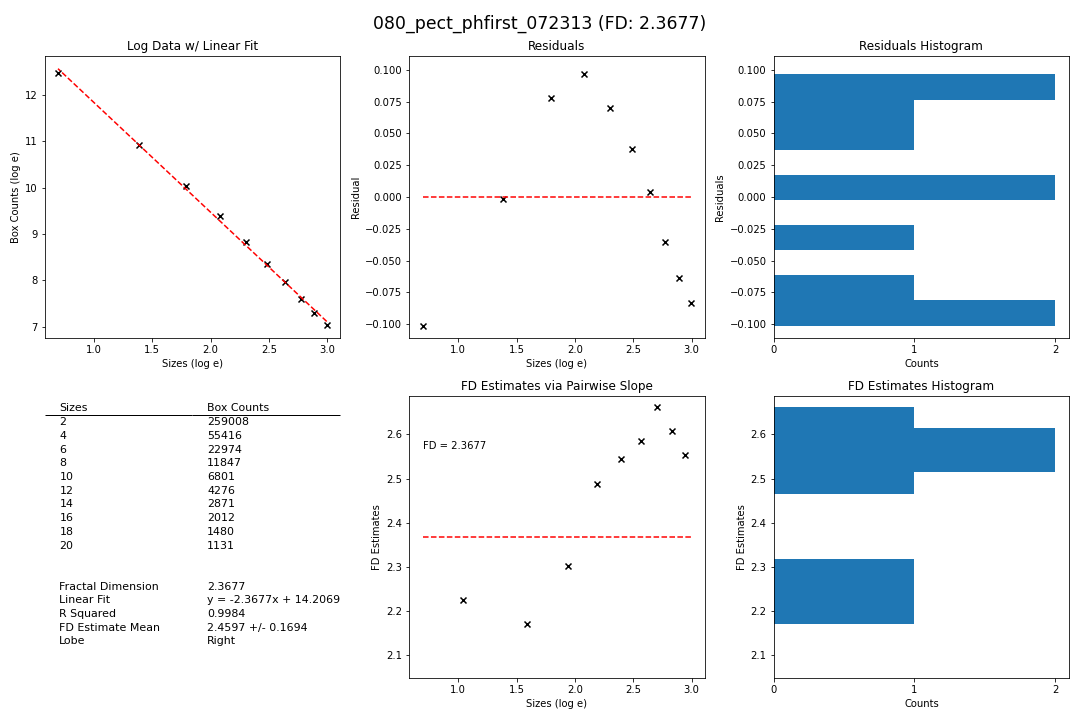 080_pect_phfirst_072313 (FD: 2.3677)
Log Data w/ Linear Fit
Box Counts (log e)
12
11
10
9
8
7
1.0 1.5 2.0 2.5 3.0
Sizes (log e)
Residuals
Residual
0.100
0.075
0.050
0.025
0.000
−0.025
−0.050
−0.075
−0.100
1.0 1.5 2.0 2.5 3.0
Sizes (log e)
Residuals Histogram
Residuals
0.100
0.075
0.050
0.025
0.000
−0.025
−0.050
−0.075
−0.100
0 1 2
Counts
Sizes Box Counts
2 259008
4 55416
6 22974
8 11847
10 6801
12 4276
14 2871
16 2012
18 1480
20 1131
Fractal Dimension 2.3677
Linear Fit y = -2.3677x + 14.2069
R Squared 0.9984
FD Estimate Mean 2.4597 +/- 0.1694
Lobe Right
FD Estimates via Pairwise Slope
FD Estimates
2.6
2.5
2.4
2.3
2.2
2.1
FD = 2.3677
1.0 1.5 2.0 2.5 3.0
Sizes (log e)
FD Estimates Histogram
FD Estimates
2.6
2.5
2.4
2.3
2.2
2.1
0 1 2
Counts